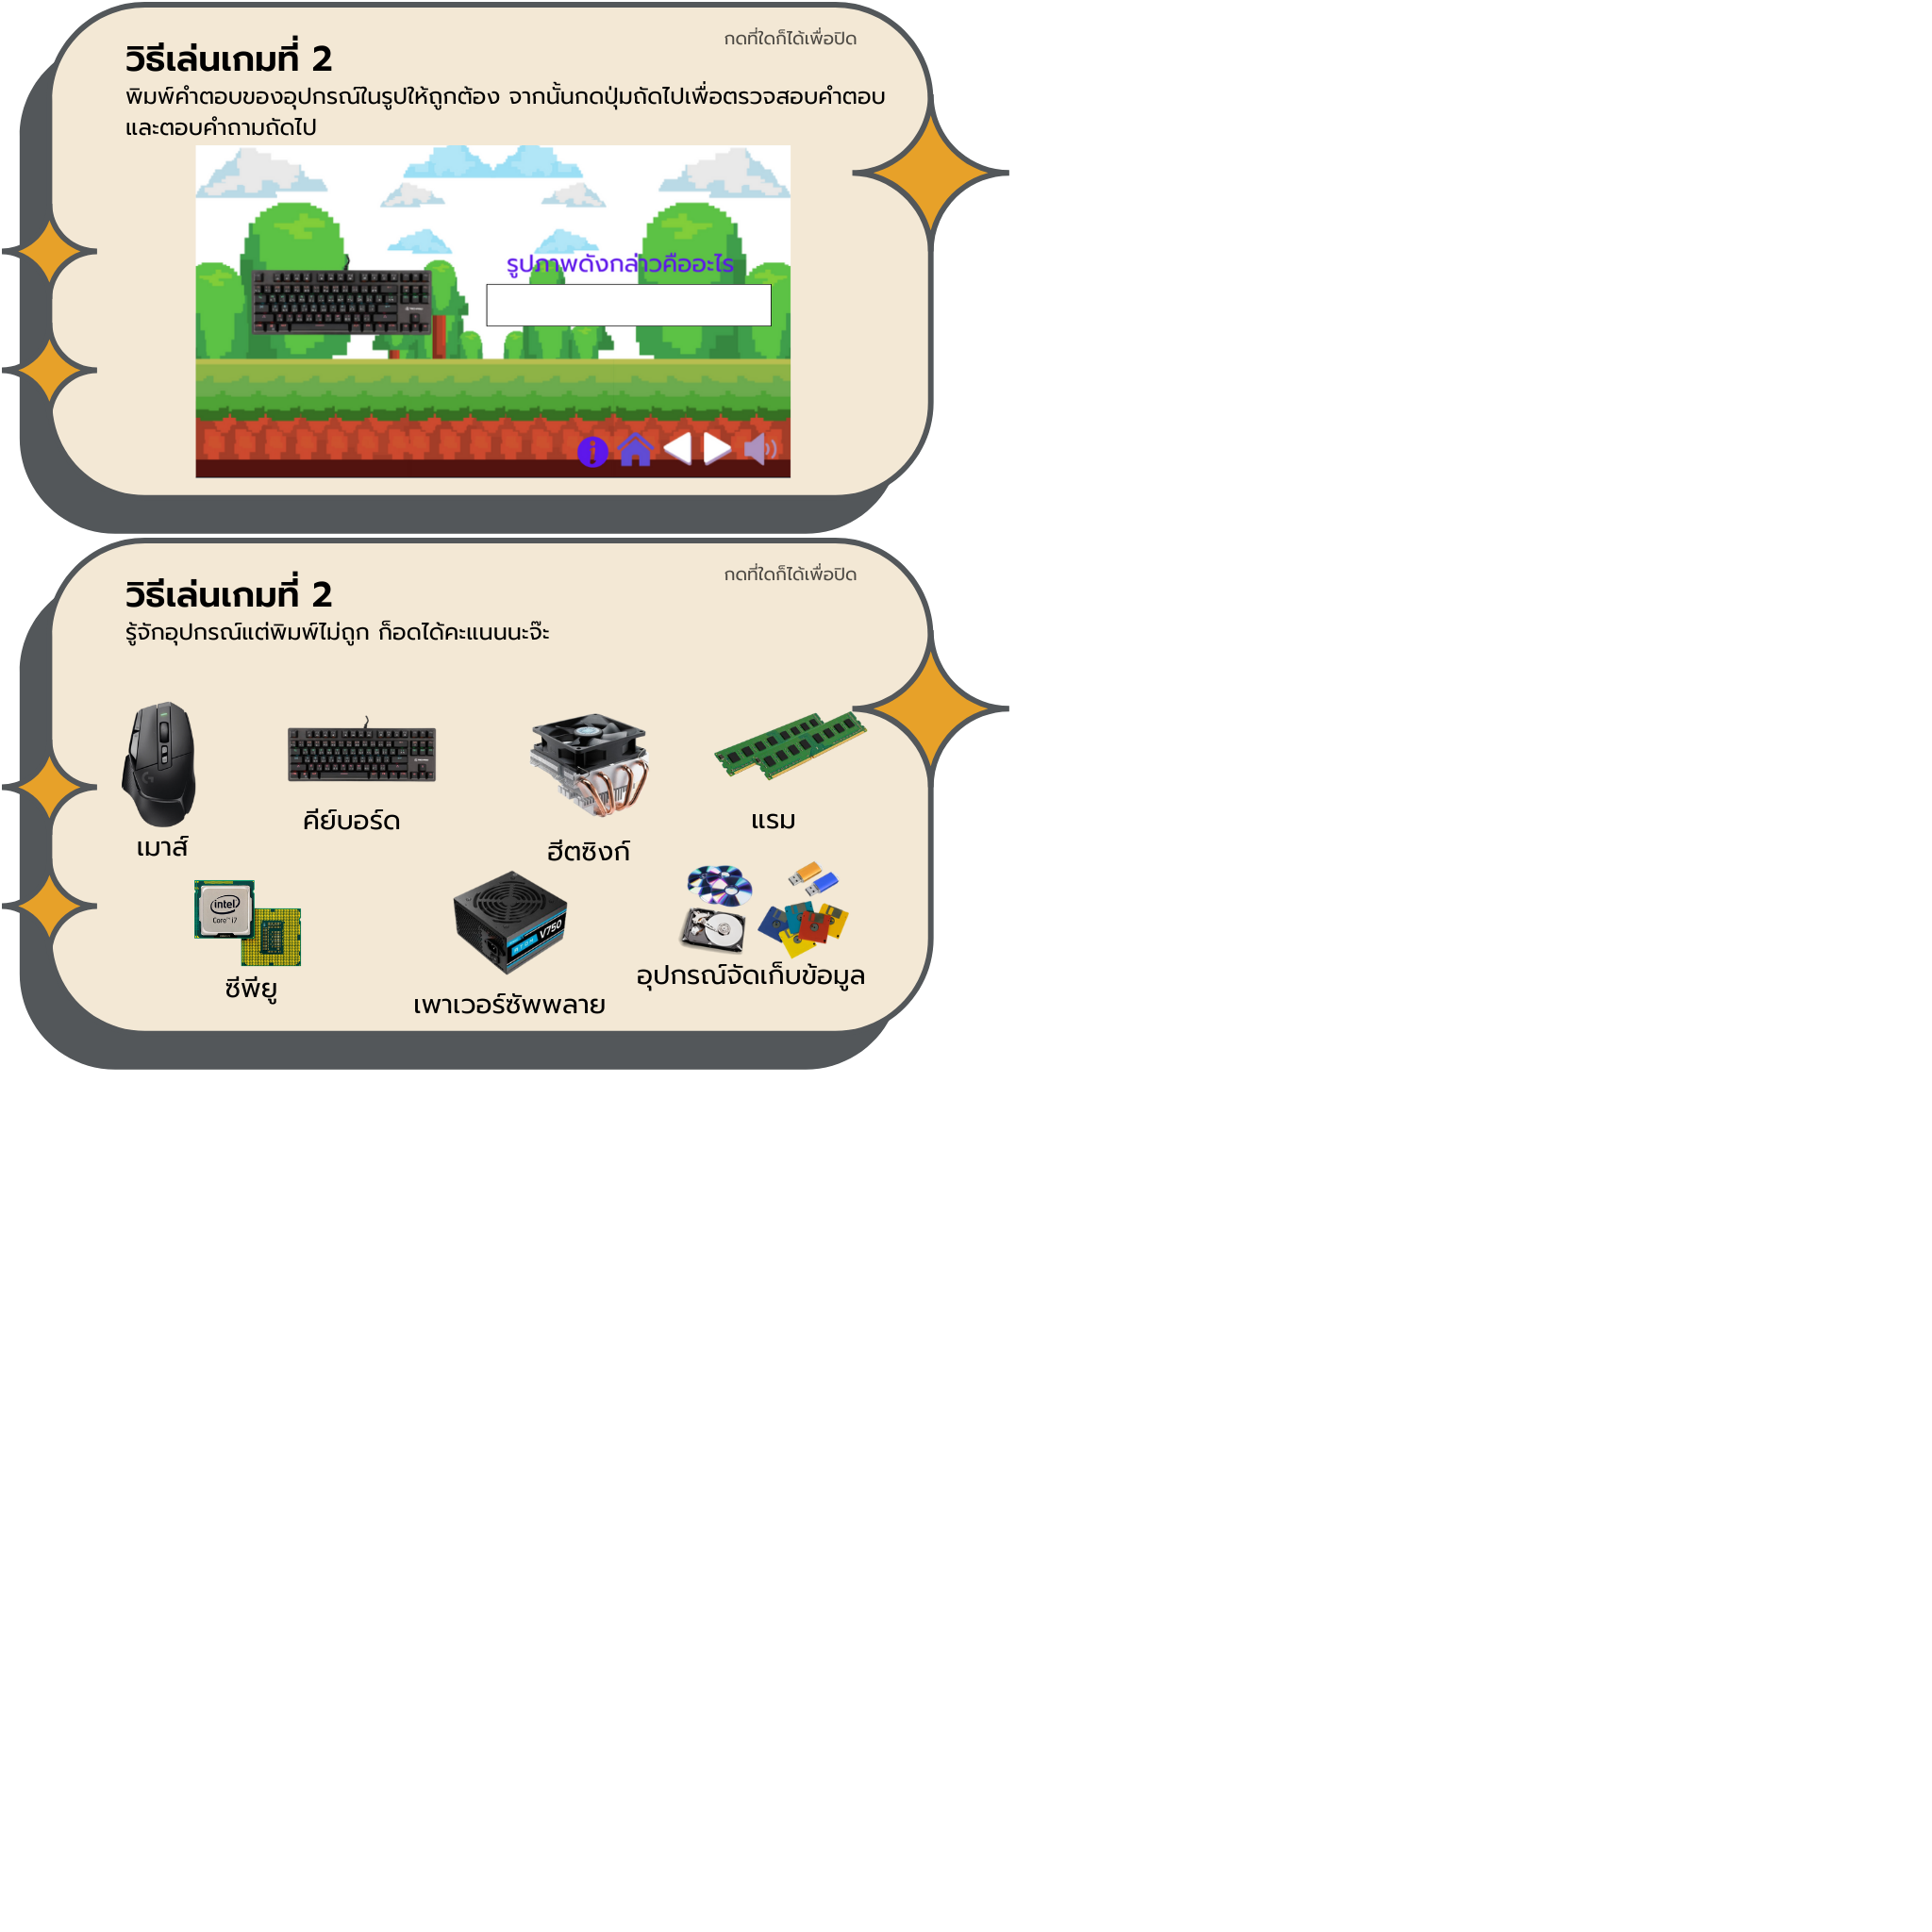 กดที่ใดก็ได้เพื่อปิด
วิธีเล่นเกมที่ 2
พิมพ์คำตอบของอุปกรณ์ในรูปให้ถูกต้อง จากนั้นกดปุ่มถัดไปเพื่อตรวจสอบคำตอบ
และตอบคำถามถัดไป
รูปภาพดังกล่าวคืออะไร
กดที่ใดก็ได้เพื่อปิด
วิธีเล่นเกมที่ 2
รู้จักอุปกรณ์แต่พิมพ์ไม่ถูก ก็อดได้คะแนนนะจ๊ะ
เมาส์
คีย์บอร์ด
ฮีตซิงก์
แรม
intel
Core i7
V750
ซีพียู
เพาเวอร์ซัพพลาย
อุปกรณ์จัดเก็บข้อมูล